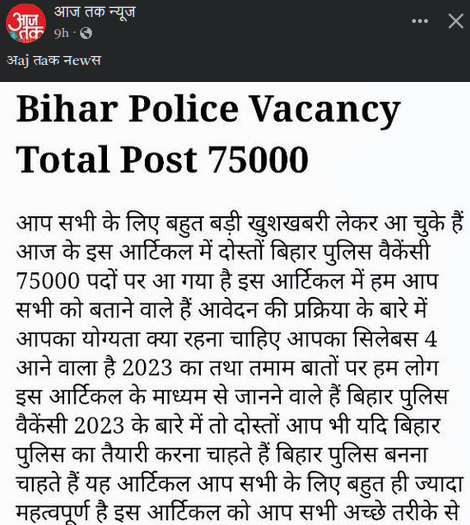 आज तक
आज तक न्यूज
9h ·
अaj तaक नewस
Bihar Police Vacancy
Total Post 75000
आप सभी के लिए बहुत बड़ी खुशखबरी लेकर आ चुके हैं
आज के इस आर्टिकल में दोस्तों बिहार पुलिस वैकेंसी
75000 पदों पर आ गया है इस आर्टिकल में हम आप
सभी को बताने वाले हैं आवेदन की प्रक्रिया के बारे में
आपका योग्यता क्या रहना चाहिए आपका सिलेबस 4
आने वाला है 2023 का तथा तमाम बातों पर हम लोग
इस आर्टिकल के माध्यम से जानने वाले हैं बिहार पुलिस
वैकेंसी 2023 के बारे में तो दोस्तों आप भी यदि बिहार
पुलिस का तैयारी करना चाहते हैं बिहार पुलिस बनना
चाहते हैं यह आर्टिकल आप सभी के लिए बहुत ही ज्यादा
महत्वपूर्ण है इस आर्टिकल को आप सभी अच्छे तरीके से